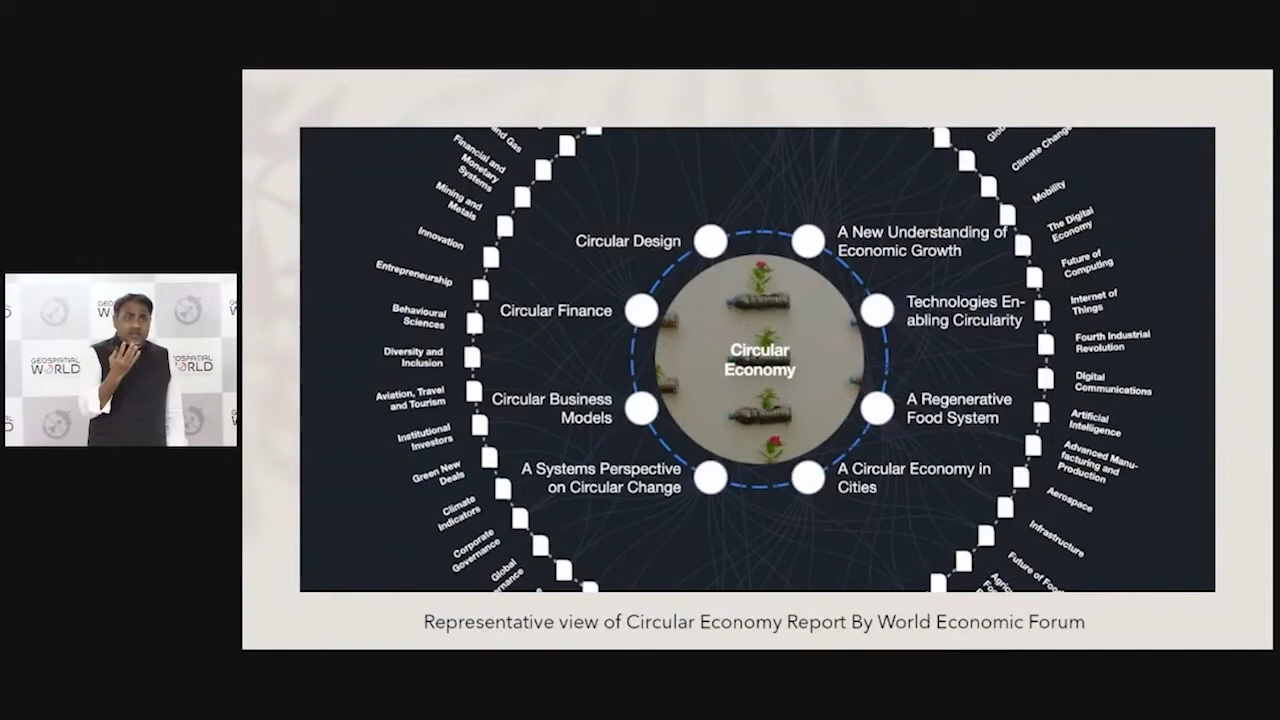 and Gas
Financial and
Monetary
Systems
Mining and
Metals
Innovation
Entrepreneurship
Behavioural
Sciences
Diversity and
Inclusion
Aviation, Travel
and Tourism
Institutional
Investors
Green New
Deals
Climate
Indicators
Corporate
Governance
Global
Circular Design
Circular Finance
Circular Business
Models
A Systems Perspective
on Circular Change
Circular
Economy
A New Understanding of
Economic Growth
Technologies En-
abling Circularity
A Regenerative
Food System
A Circular Economy in
Cities
Climate Change
Mobility
The Digital
Economy
Future of
Computing
Internet of
Things
Fourth Industrial
Revolution
Digital
Communications
Artificial
Intelligence
Advanced Manu-
facturing and
Production
Aerospace
Infrastructure
Future of Food
GEOSPATIAL
WORLD
OSPATIAL
RLD
Representative view of Circular Economy Report By World Economic Forum